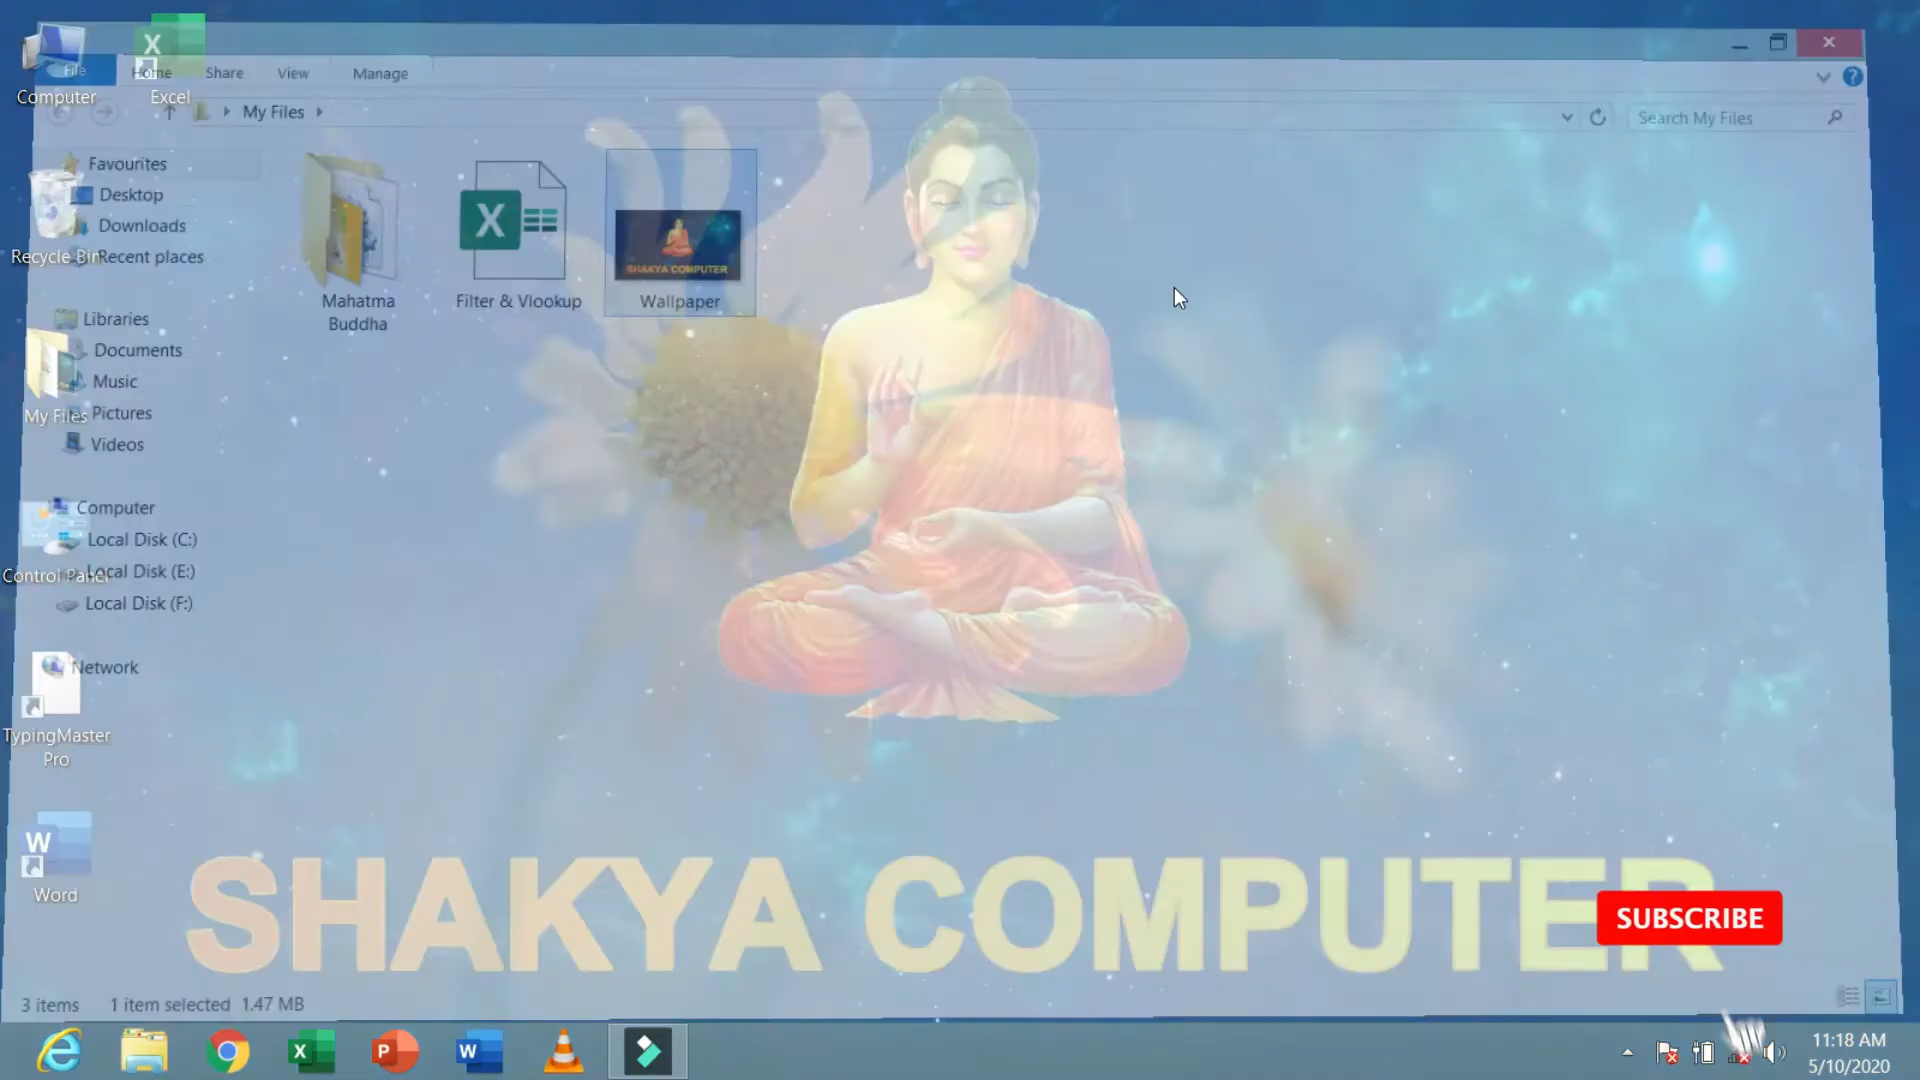 Computer
Excel
File
Home
Share
View
Manage
My Files
Search My Files
Favourites
Desktop
Downloads
Recent places
Libraries
Documents
Music
Pictures
Videos
Computer
Local Disk (C:)
Local Disk (E:)
Local Disk (F:)
Network
Recycle Bin
My Files
Control Panel
TypingMaster
Pro
Word
Mahatma
Buddha
Filter & Vlookup
SHAKYA COMPUTER
Wallpaper
SHAKYA COMPUTER
SUBSCRIBE
3 items
1 item selected 1.47 MB
11:18 AM
5/10/2020